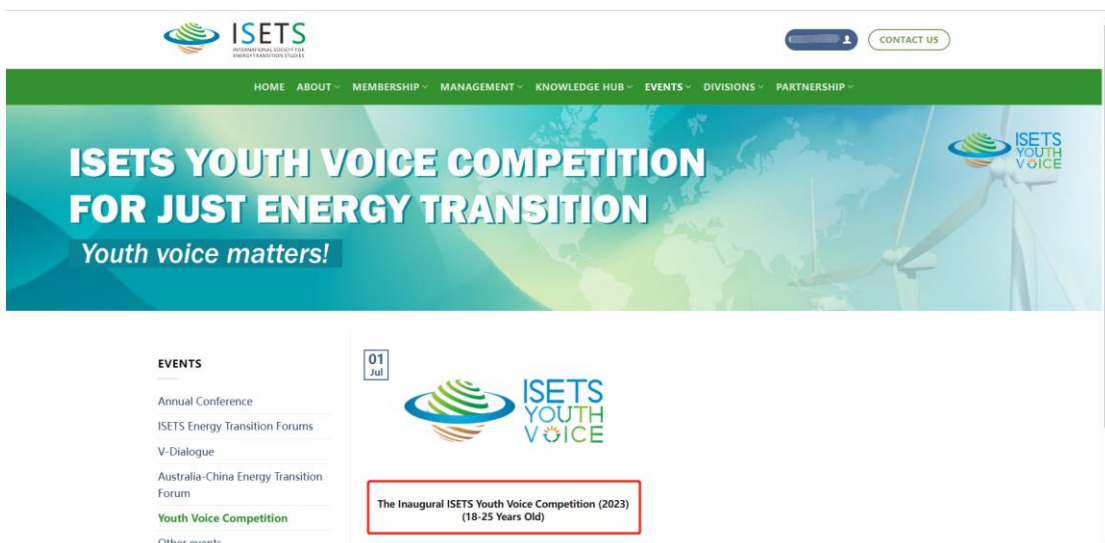 ISETS
INTERNATIONAL SOCIETY FOR
ENERGY TRANSITION STUDIES
CONTACT US
HOME ABOUT MEMBERSHIP MANAGEMENT KNOWLEDGE HUB EVENTS DIVISIONS PARTNERSHIP
ISETS YOUTH VOICE COMPETITION
FOR JUST ENERGY TRANSITION
Youth voice matters!
ISETS
YOUTH
VOICE
EVENTS
Annual Conference
ISETS Energy Transition Forums
V-Dialogue
Australia-China Energy Transition
Forum
Youth Voice Competition
Other events
01
Jul
ISETS
YOUTH
VOICE
The Inaugural ISETS Youth Voice Competition (2023)
(18-25 Years Old)